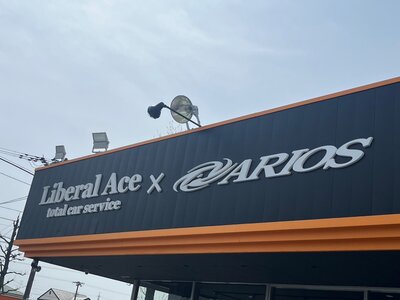 Liberal Ace × ARIOS
total car service